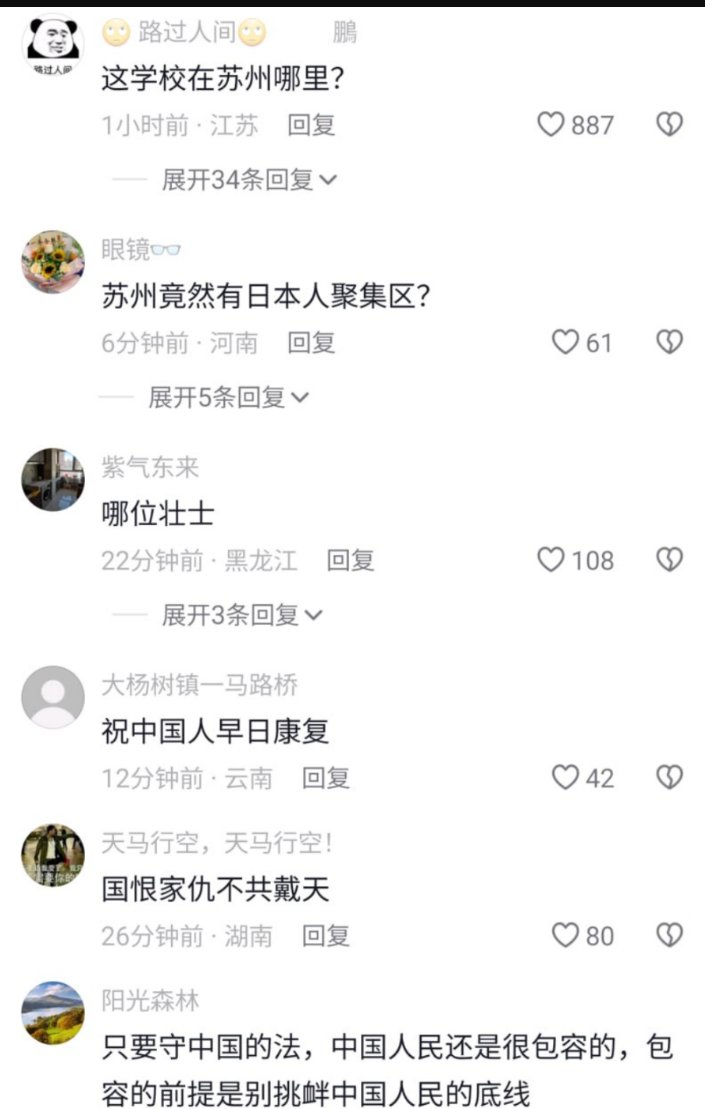 路过人间
🙄 路过人间🙄 鵬
这学校在苏州哪里?
1小时前 · 江苏 回复 887
展开34条回复
眼镜👓
苏州竟然有日本人聚集区?
6分钟前 · 河南 回复 61
展开5条回复
紫气东来
哪位壮士
22分钟前 · 黑龙江 回复 108
展开3条回复
大杨树镇一马路桥
祝中国人早日康复
12分钟前 · 云南 回复 42
天马行空，天马行空！
国恨家仇不共戴天
26分钟前 · 湖南 回复 80
阳光森林
只要守中国的法，中国人民还是很包容的，包
容的前提是别挑衅中国人民的底线